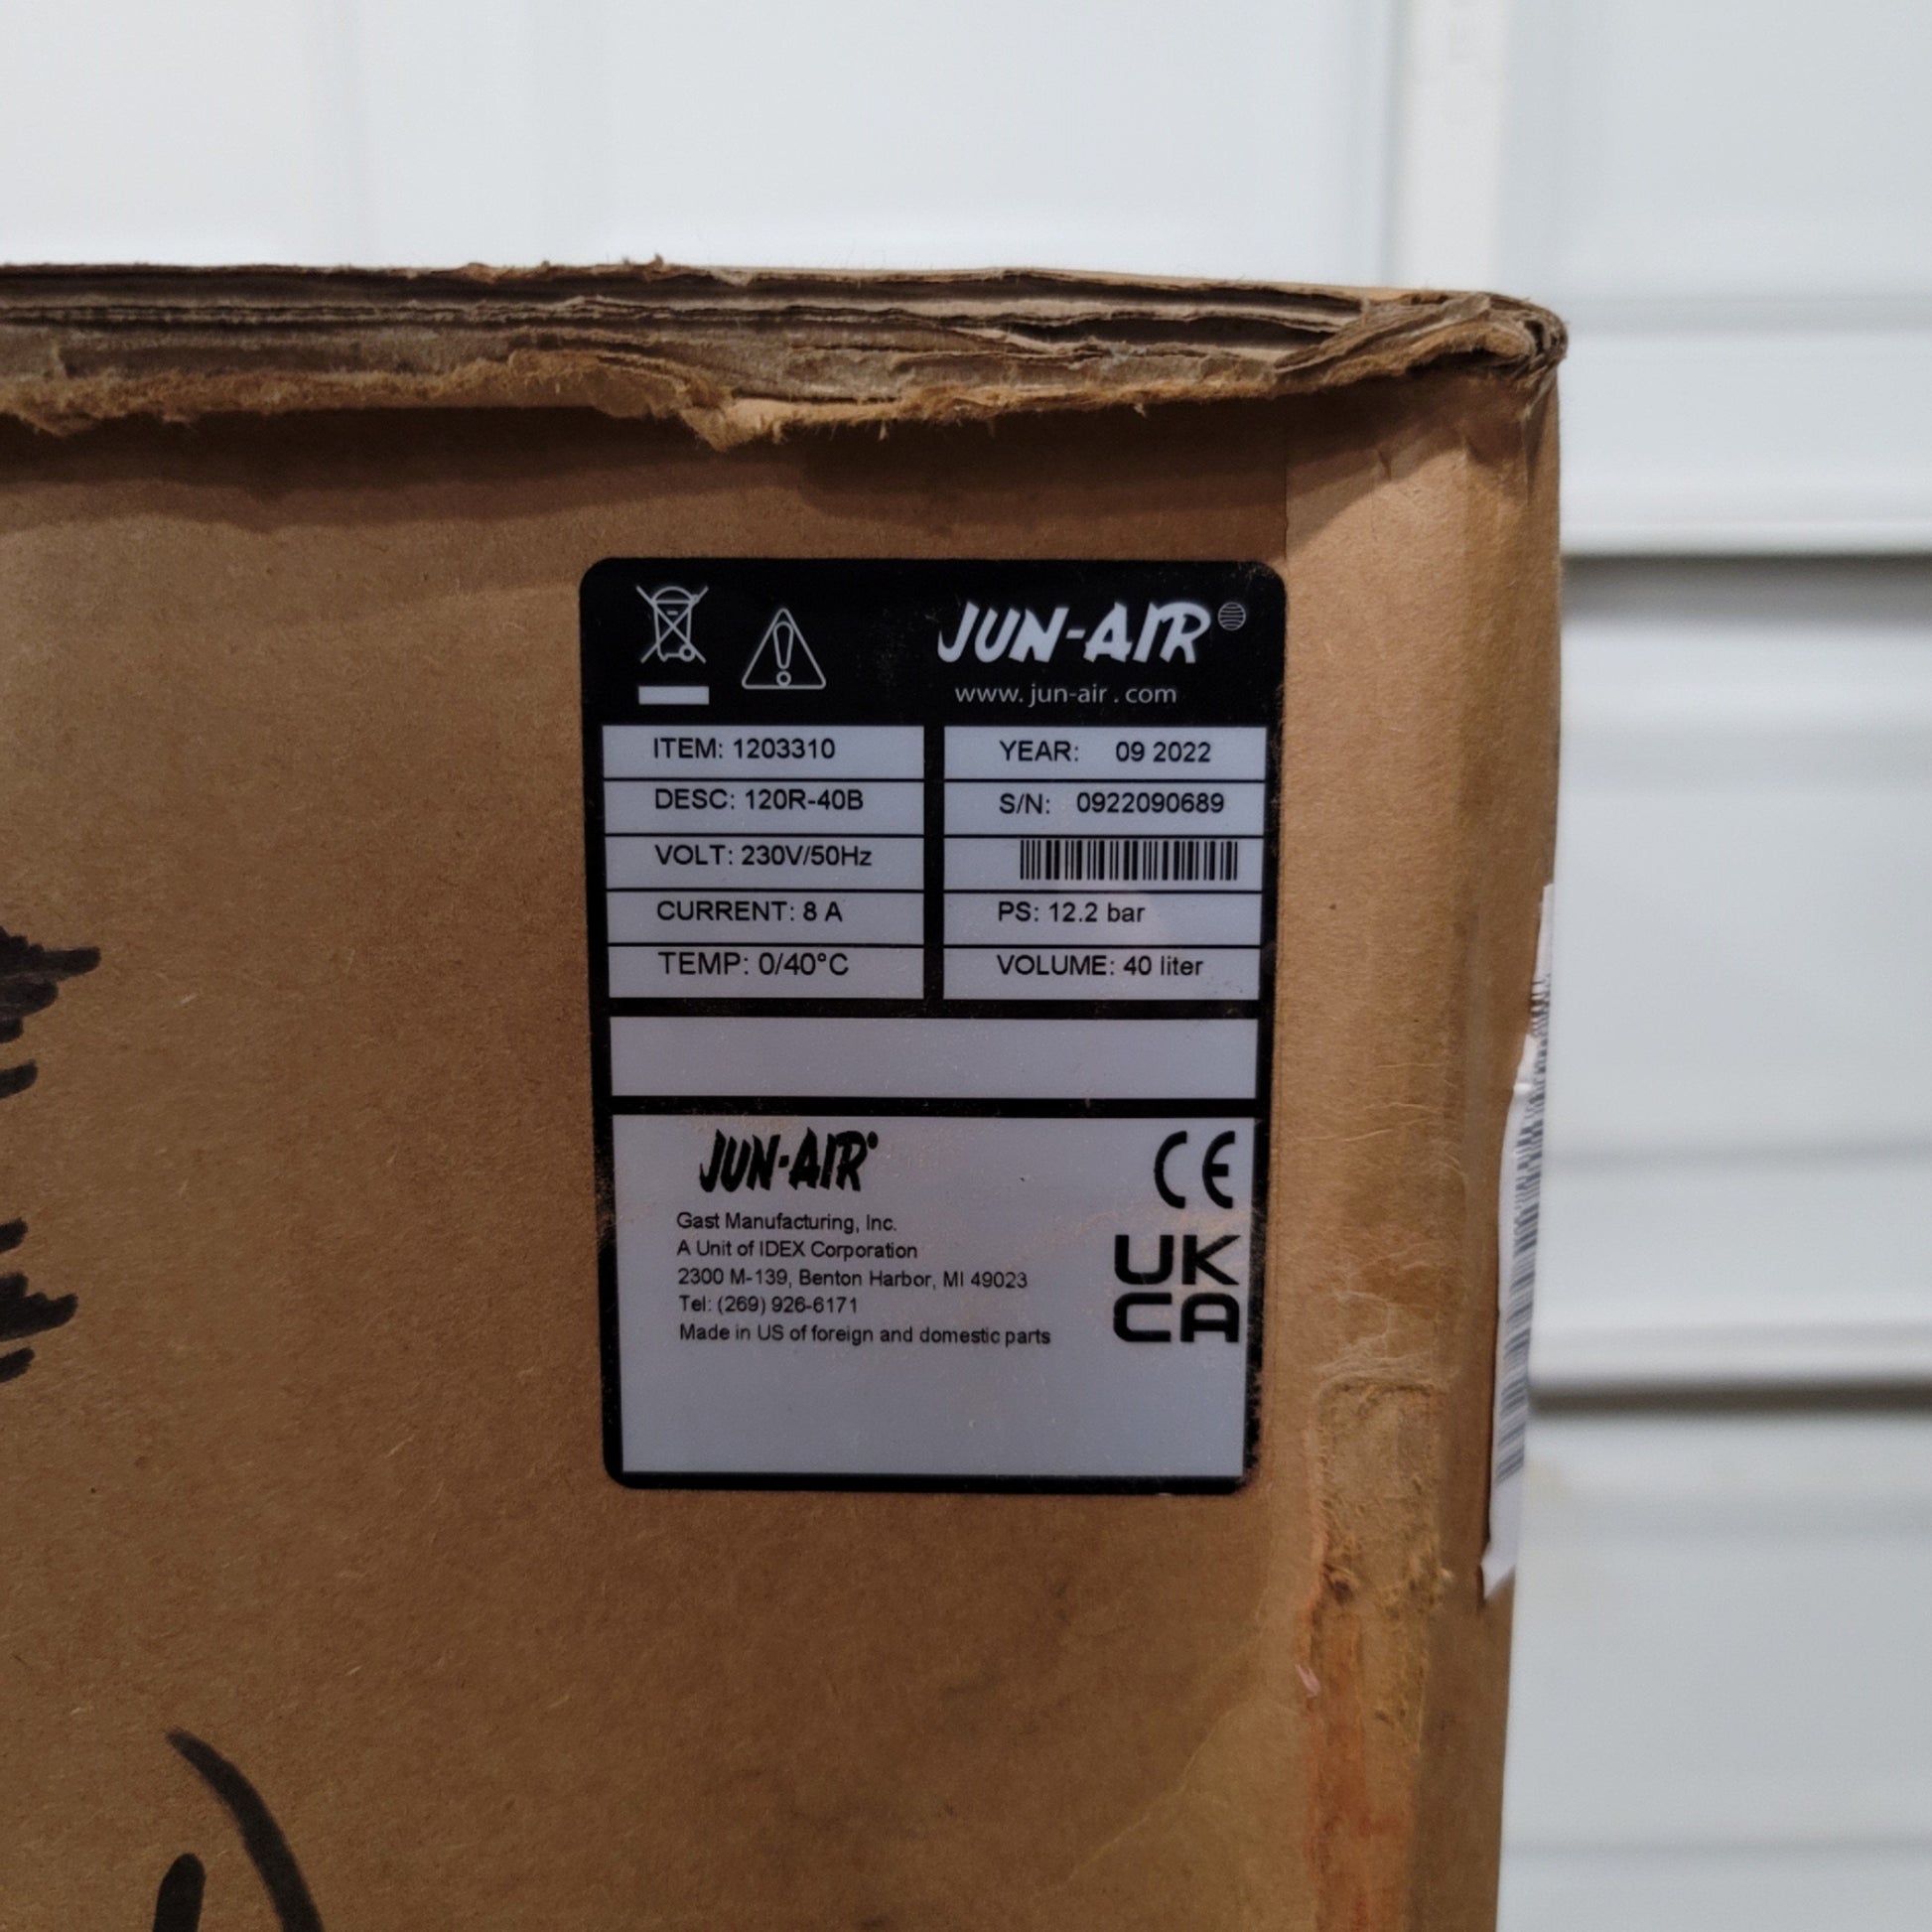 JUN-AIR®
www.jun-air.com
ITEM: 1203310
DESC: 120R-40B
VOLT: 230V/50Hz
CURRENT: 8 A
TEMP: 0/40°C
YEAR: 09 2022
S/N: 0922090689
PS: 12.2 bar
VOLUME: 40 liter
JUN-AIR®
Gast Manufacturing, Inc.
A Unit of IDEX Corporation
2300 M-139, Benton Harbor, MI 49023
Tel: (269) 926-6171
Made in US of foreign and domestic parts
CE
UK
CA